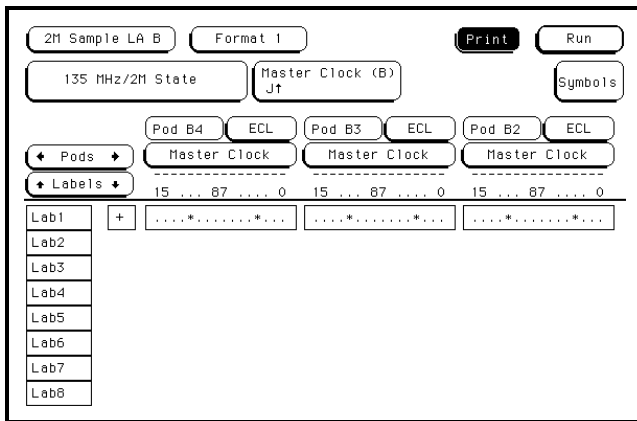 2M Sample LA B Format 1 Print Run
135 MHz/2M State Master Clock (B) Symbols
J↑
Pod B4 ECL Pod B3 ECL Pod B2 ECL
← Pods → Master Clock Master Clock Master Clock
↑ Labels ↓ ---------------- ---------------- ----------------
15 ... 87 .... 0 15 ... 87 .... 0 15 ... 87 .... 0
Lab1 + ....*.......*... ....*.......*... ....*.......*...
Lab2
Lab3
Lab4
Lab5
Lab6
Lab7
Lab8